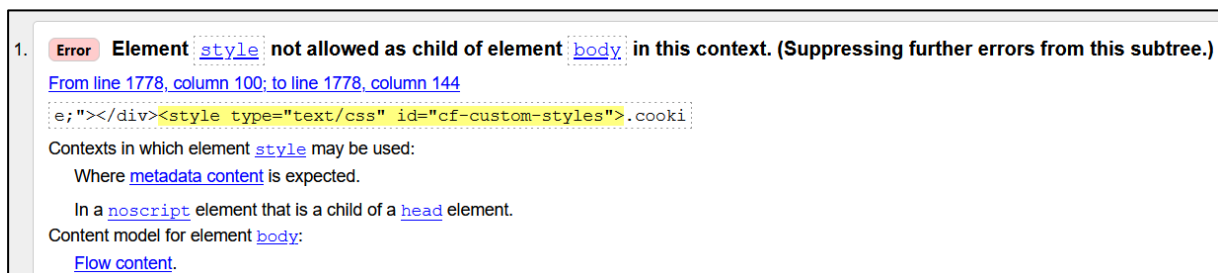 1. Error Element style not allowed as child of element body in this context. (Suppressing further errors from this subtree.)
From line 1778, column 100; to line 1778, column 144
e;"></div><style type="text/css" id="cf-custom-styles">.cooki
Contexts in which element style may be used:
Where metadata content is expected.
In a noscript element that is a child of a head element.
Content model for element body:
Flow content.